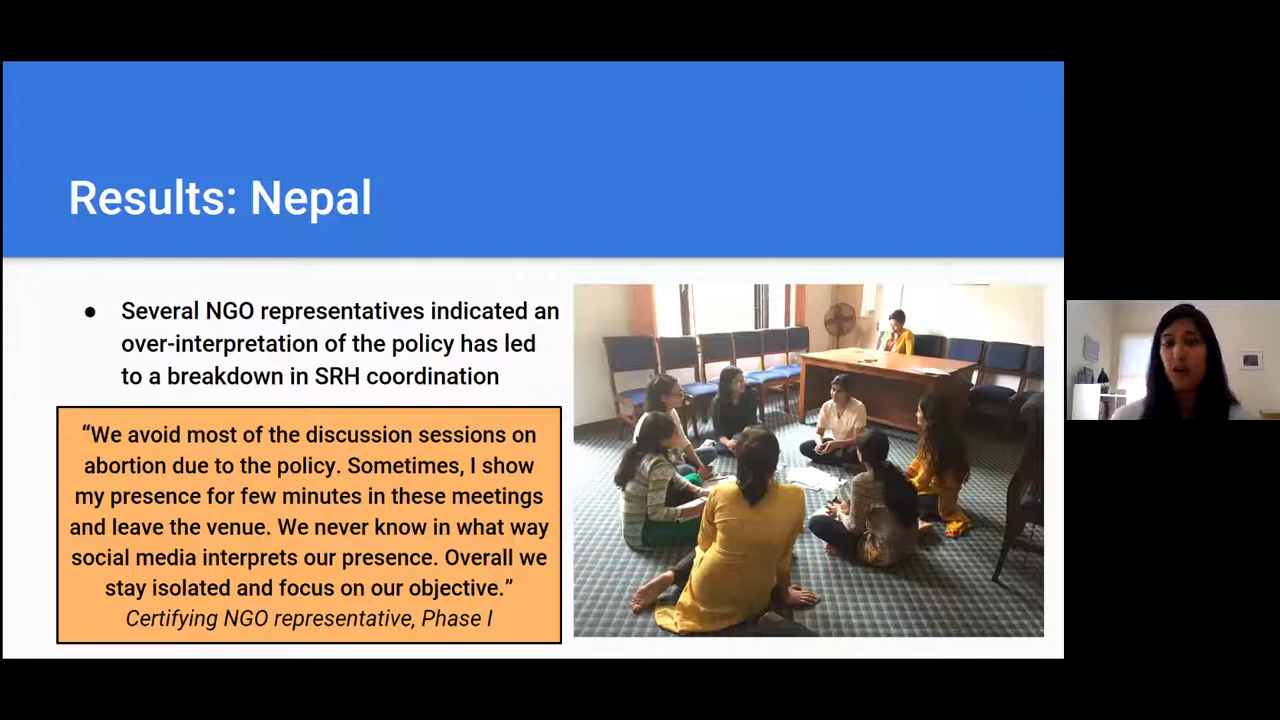 Results: Nepal
● Several NGO representatives indicated an
over-interpretation of the policy has led
to a breakdown in SRH coordination
“We avoid most of the discussion sessions on
abortion due to the policy. Sometimes, I show
my presence for few minutes in these meetings
and leave the venue. We never know in what way
social media interprets our presence. Overall we
stay isolated and focus on our objective.”
Certifying NGO representative, Phase I